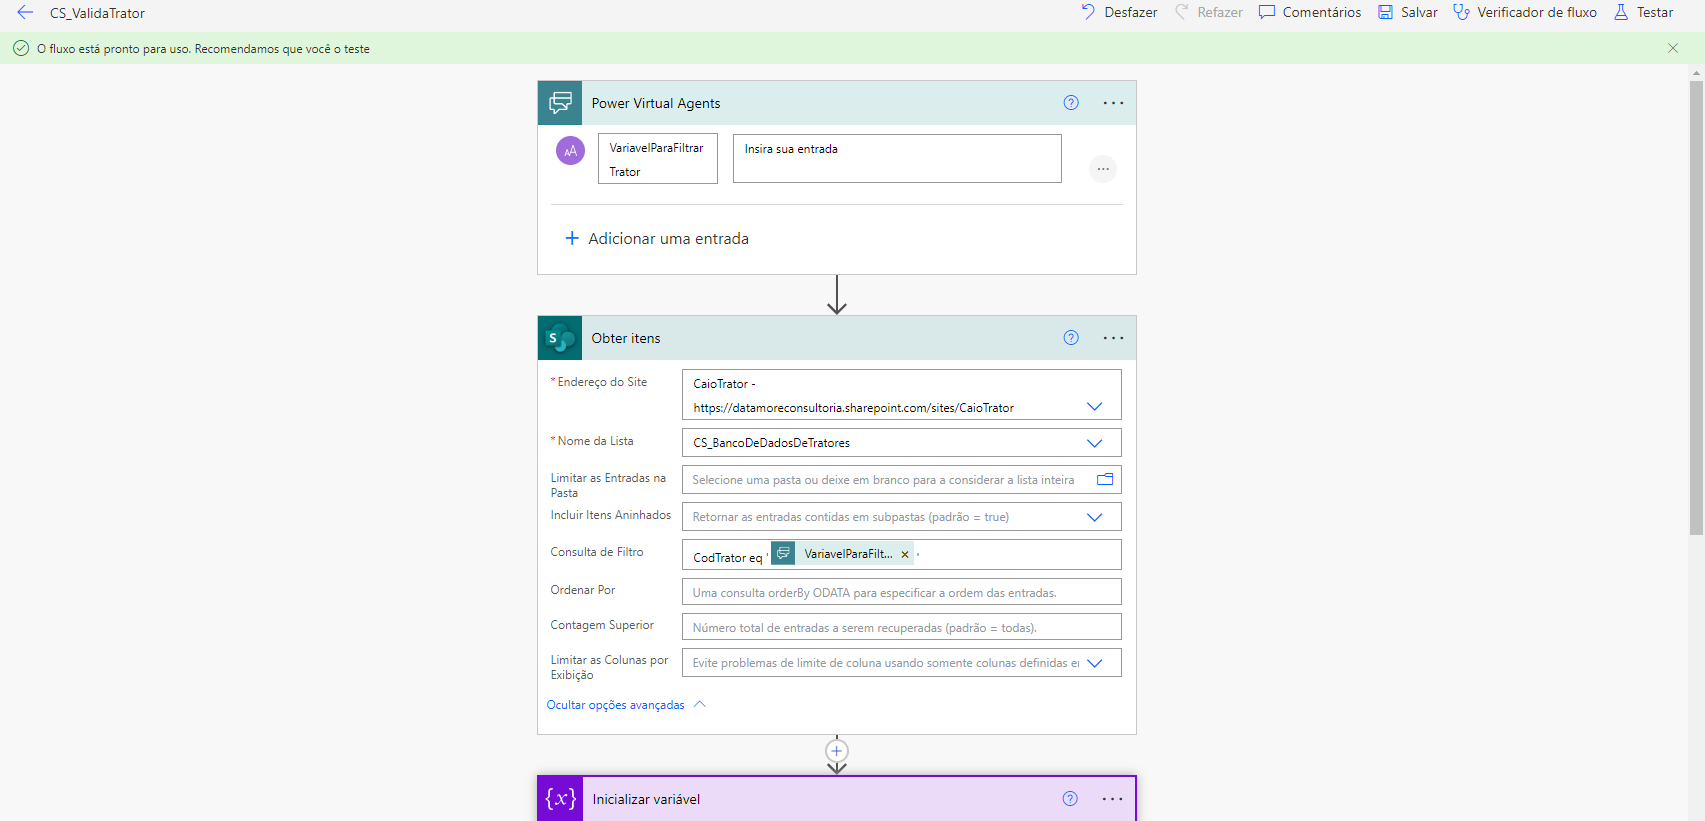 CS_ValidaTrator
Desfazer
Refazer
Comentários
Salvar
Verificador de fluxo
Testar
O fluxo está pronto para uso. Recomendamos que você o teste
Power Virtual Agents
AA
VariavelParaFiltrar
Trator
Insira sua entrada
Adicionar uma entrada
S
Obter itens
* Endereço do Site
CaioTrator -
https://datamoreconsultoria.sharepoint.com/sites/CaioTrator
* Nome da Lista
CS_BancoDeDadosDeTratores
Limitar as Entradas na
Pasta
Selecione uma pasta ou deixe em branco para a considerar a lista inteira
Incluir Itens Aninhados
Retornar as entradas contidas em subpastas (padrão = true)
Consulta de Filtro
CodTrator eq ' VariavelParaFilt... × '
Ordenar Por
Uma consulta orderBy ODATA para especificar a ordem das entradas.
Contagem Superior
Número total de entradas a serem recuperadas (padrão = todas).
Limitar as Colunas por
Exibição
Evite problemas de limite de coluna usando somente colunas definidas e
Ocultar opções avançadas
{x}
Inicializar variável